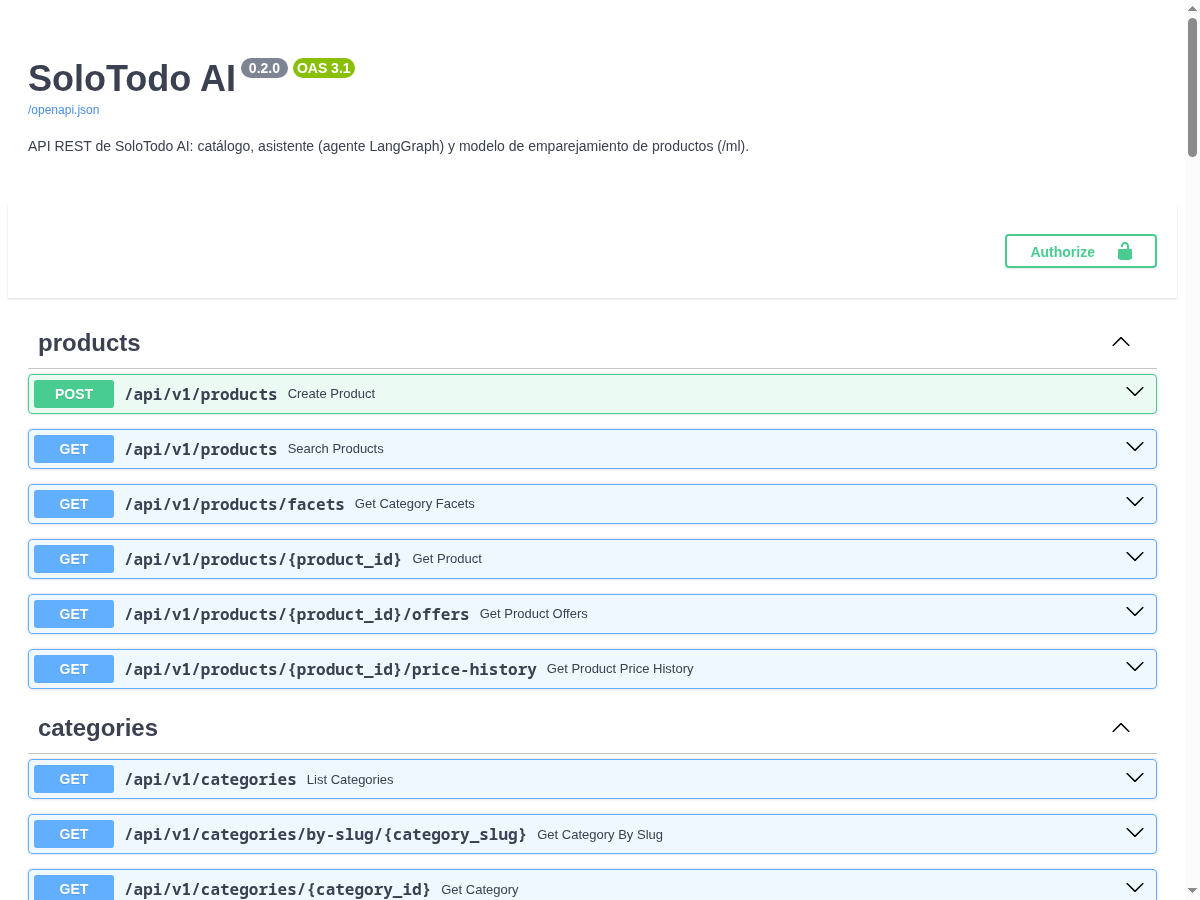 SoloTodo AI 0.2.0 OAS 3.1
/openapi.json
API REST de SoloTodo AI: catálogo, asistente (agente LangGraph) y modelo de emparejamiento de productos (/ml).
Authorize
products
POST /api/v1/products Create Product
GET /api/v1/products Search Products
GET /api/v1/products/facets Get Category Facets
GET /api/v1/products/{product_id} Get Product
GET /api/v1/products/{product_id}/offers Get Product Offers
GET /api/v1/products/{product_id}/price-history Get Product Price History
categories
GET /api/v1/categories List Categories
GET /api/v1/categories/by-slug/{category_slug} Get Category By Slug
GET /api/v1/categories/{category_id} Get Category